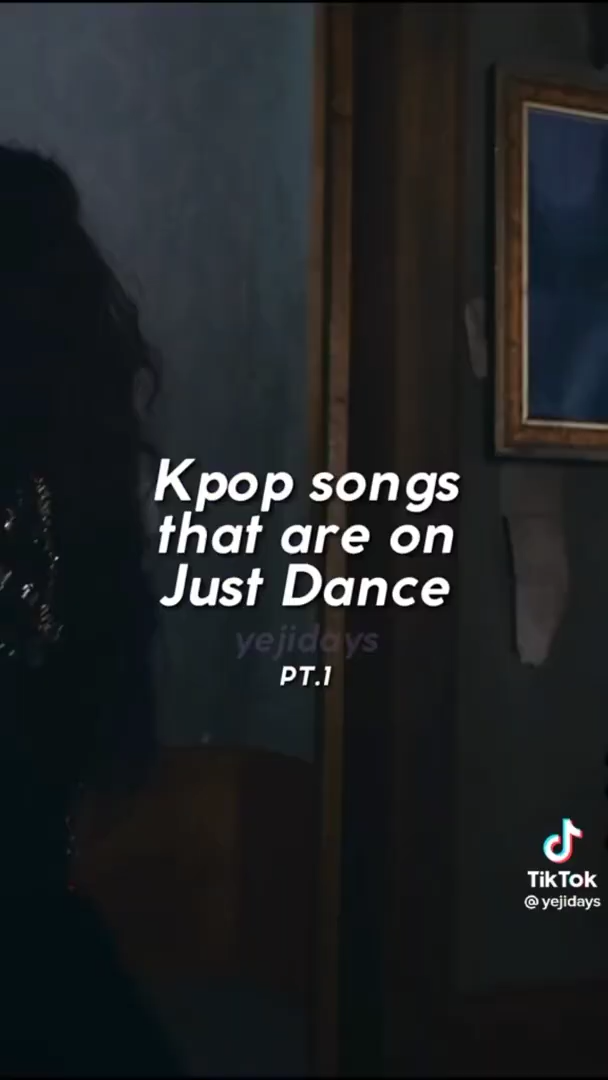 Kpop songs
that are on
Just Dance
yejidays
PT.1
TikTok
@yejidays